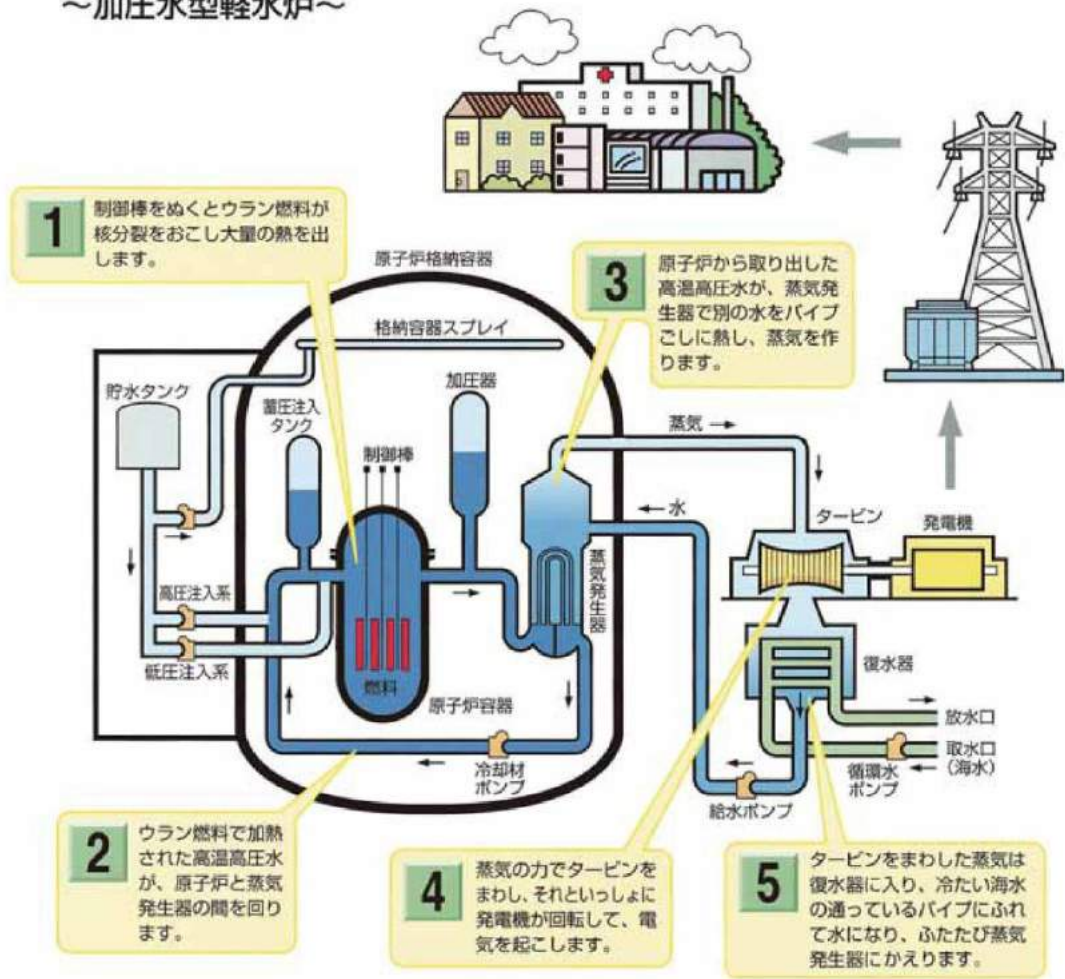 ～加圧水型軽水炉～
1
制御棒をぬくとウラン燃料が
核分裂をおこし大量の熱を出
します。
原子炉格納容器
3
原子炉から取り出した
高温高圧水が、蒸気発
生器で別の水をパイプ
ごしに熱し、蒸気を作
ります。
格納容器スプレイ
貯水タンク
加圧器
蓄圧注入
タンク
制御棒
蒸気
水
タービン
発電機
蒸気発生器
高圧注入系
低圧注入系
燃料
原子炉容器
復水器
放水口
取水口
（海水）
冷却材
ポンプ
循環水
ポンプ
給水ポンプ
2
ウラン燃料で加熱
された高温高圧水
が、原子炉と蒸気
発生器の間を回り
ます。
4
蒸気の力でタービンを
まわし、それといっしょに
発電機が回転して、電
気を起こします。
5
タービンをまわした蒸気は
復水器に入り、冷たい海水
の通っているパイプにふれ
て水になり、ふたたび蒸気
発生器にかえります。